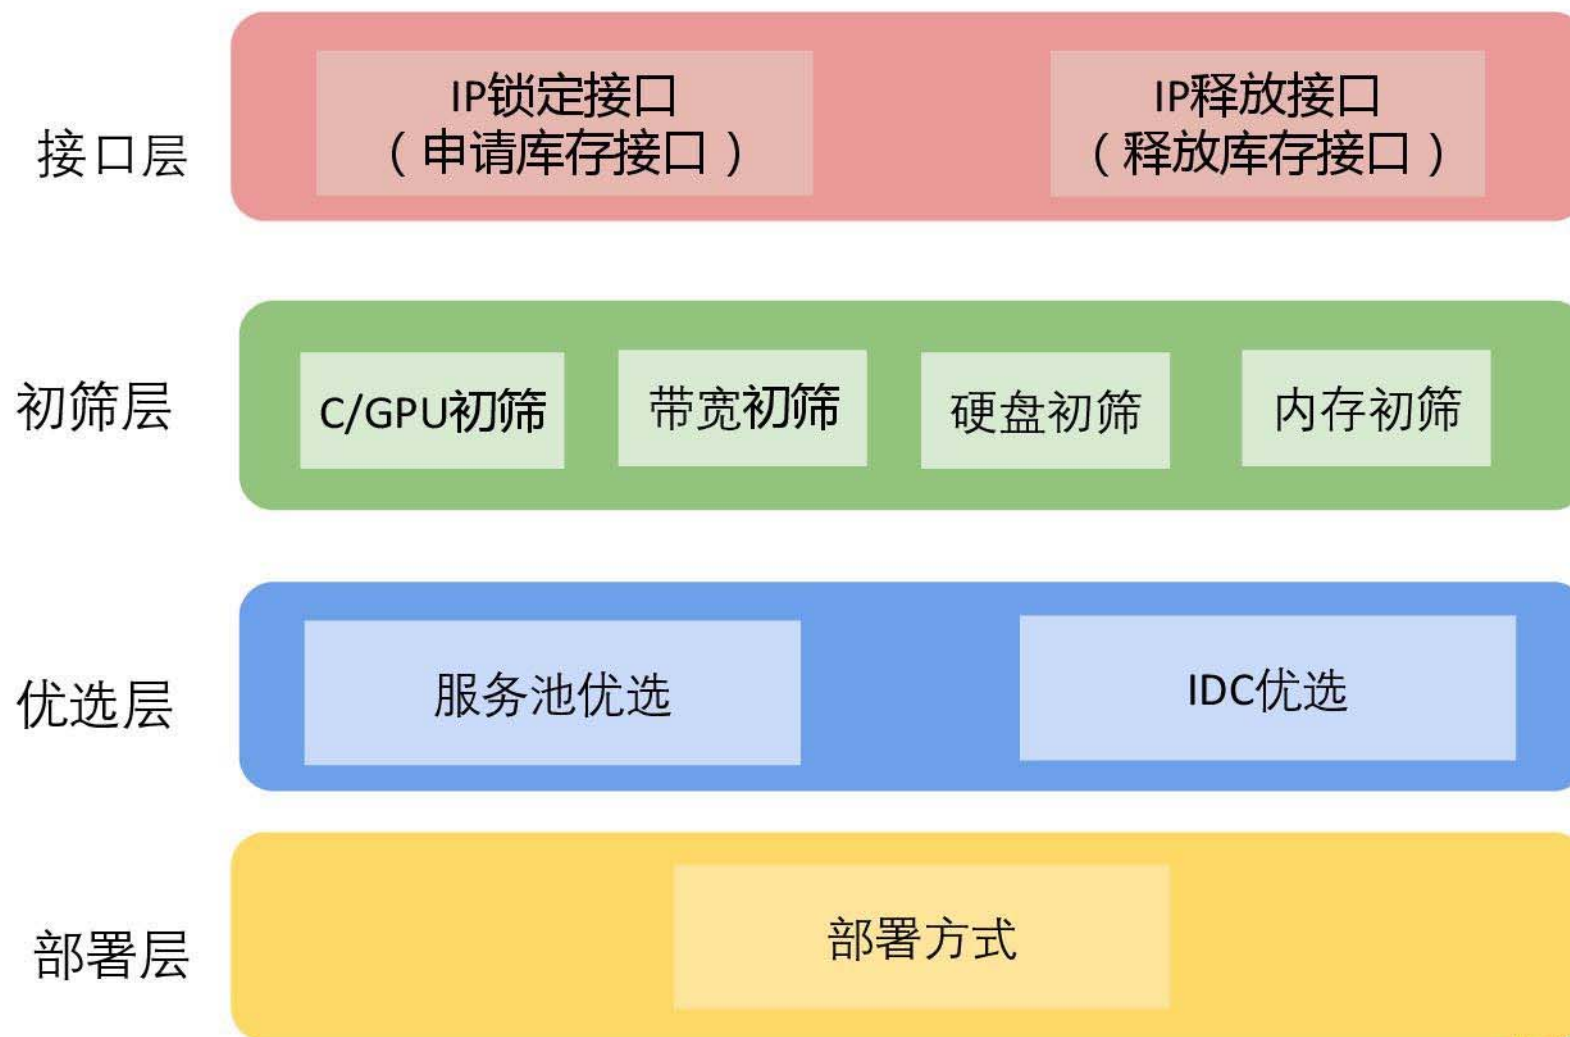 接口层
IP锁定接口
（申请库存接口）
IP释放接口
（释放库存接口）
初筛层
C/GPU初筛
带宽初筛
硬盘初筛
内存初筛
优选层
服务池优选
IDC优选
部署层
部署方式